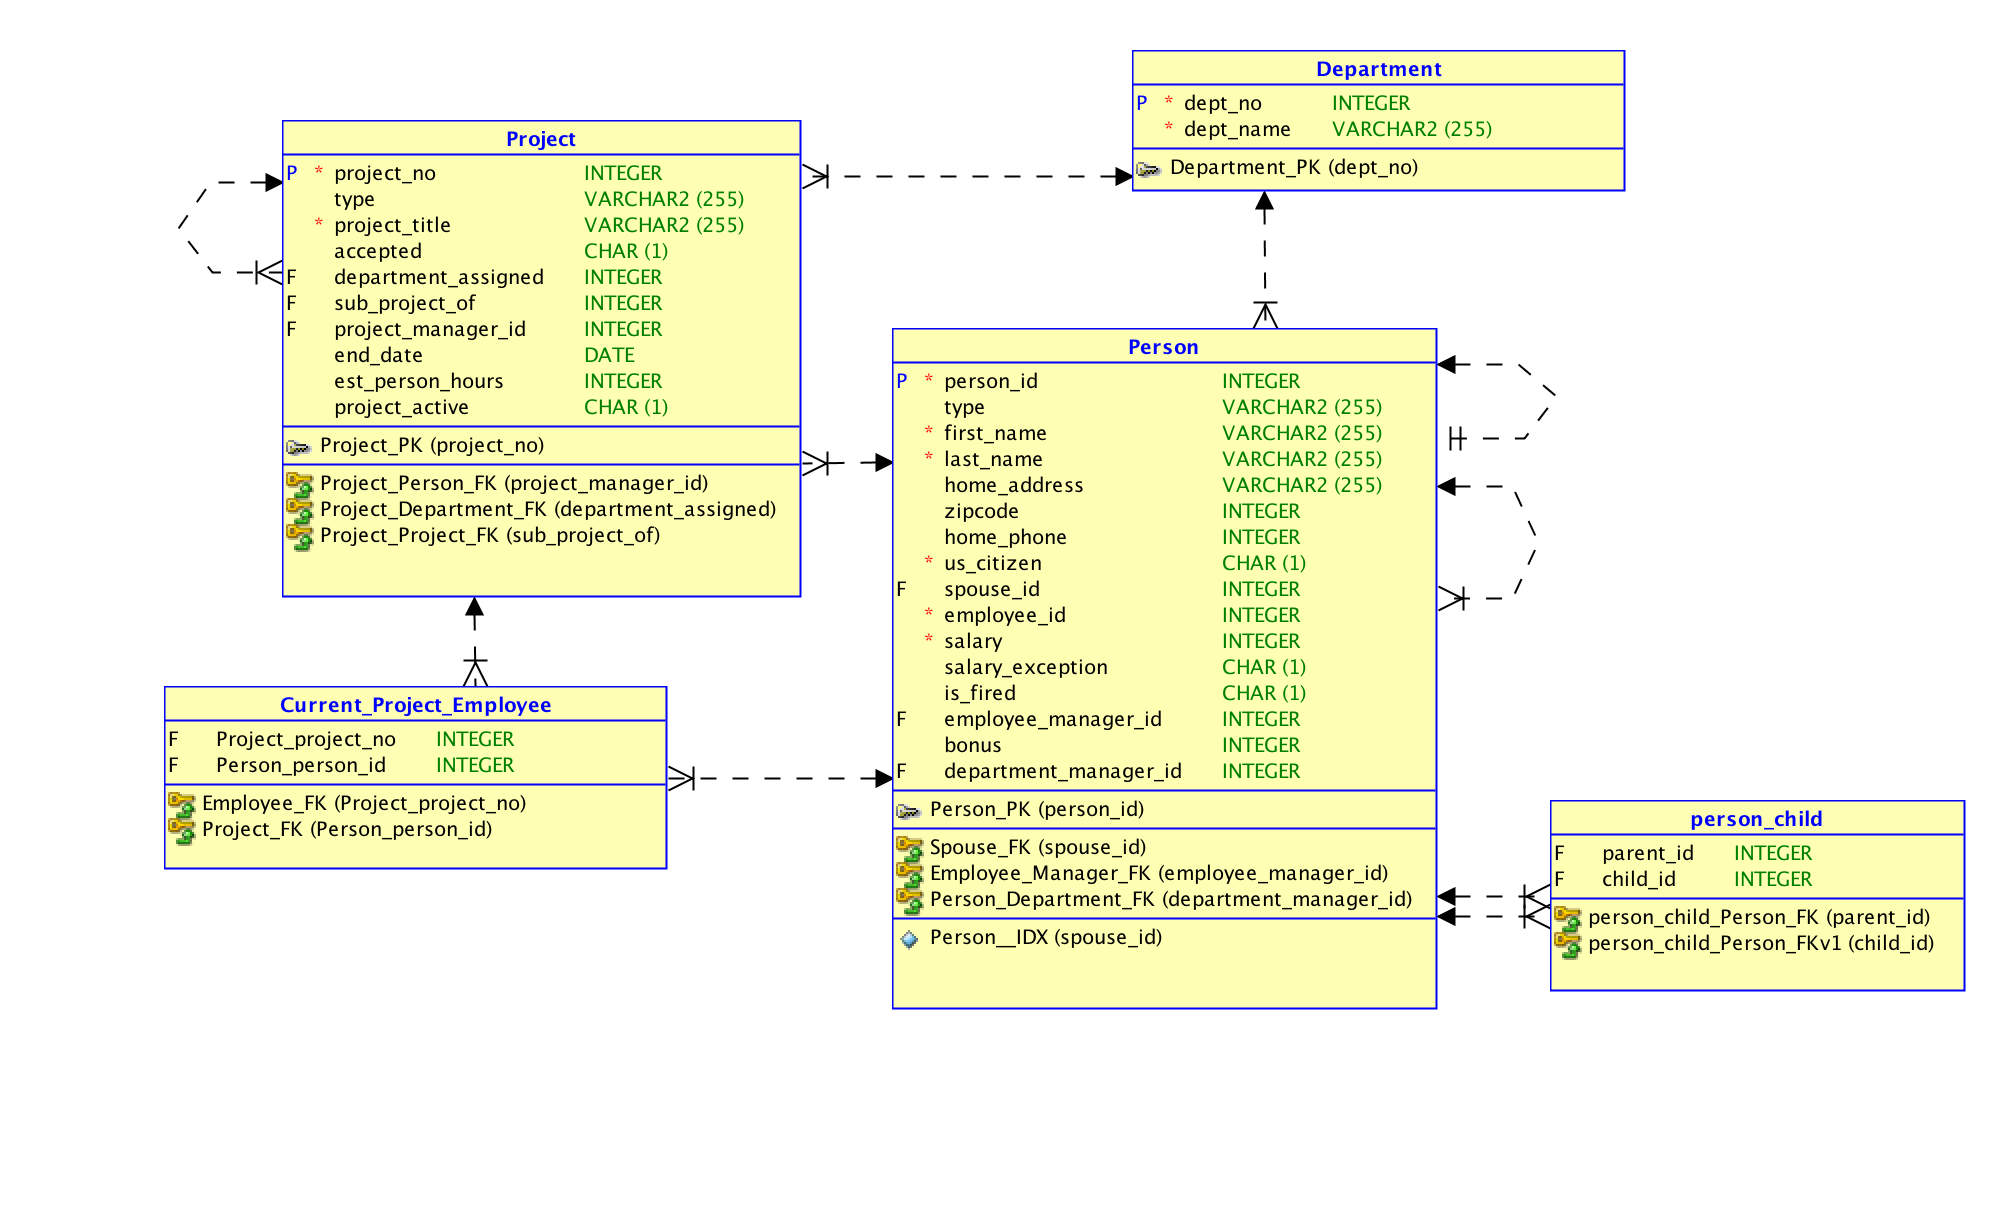 Department
P * dept_no INTEGER
* dept_name VARCHAR2 (255)
Department_PK (dept_no)
Project
P * project_no INTEGER
type VARCHAR2 (255)
* project_title VARCHAR2 (255)
accepted CHAR (1)
F department_assigned INTEGER
F sub_project_of INTEGER
F project_manager_id INTEGER
end_date DATE
est_person_hours INTEGER
project_active CHAR (1)
Project_PK (project_no)
Project_Person_FK (project_manager_id)
Project_Department_FK (department_assigned)
Project_Project_FK (sub_project_of)
Person
P * person_id INTEGER
type VARCHAR2 (255)
* first_name VARCHAR2 (255)
* last_name VARCHAR2 (255)
home_address VARCHAR2 (255)
zipcode INTEGER
home_phone INTEGER
* us_citizen CHAR (1)
F spouse_id INTEGER
* employee_id INTEGER
* salary INTEGER
salary_exception CHAR (1)
is_fired CHAR (1)
F employee_manager_id INTEGER
bonus INTEGER
F department_manager_id INTEGER
Person_PK (person_id)
Spouse_FK (spouse_id)
Employee_Manager_FK (employee_manager_id)
Person_Department_FK (department_manager_id)
Person__IDX (spouse_id)
Current_Project_Employee
F Project_project_no INTEGER
F Person_person_id INTEGER
Employee_FK (Project_project_no)
Project_FK (Person_person_id)
person_child
F parent_id INTEGER
F child_id INTEGER
person_child_Person_FK (parent_id)
person_child_Person_FKv1 (child_id)